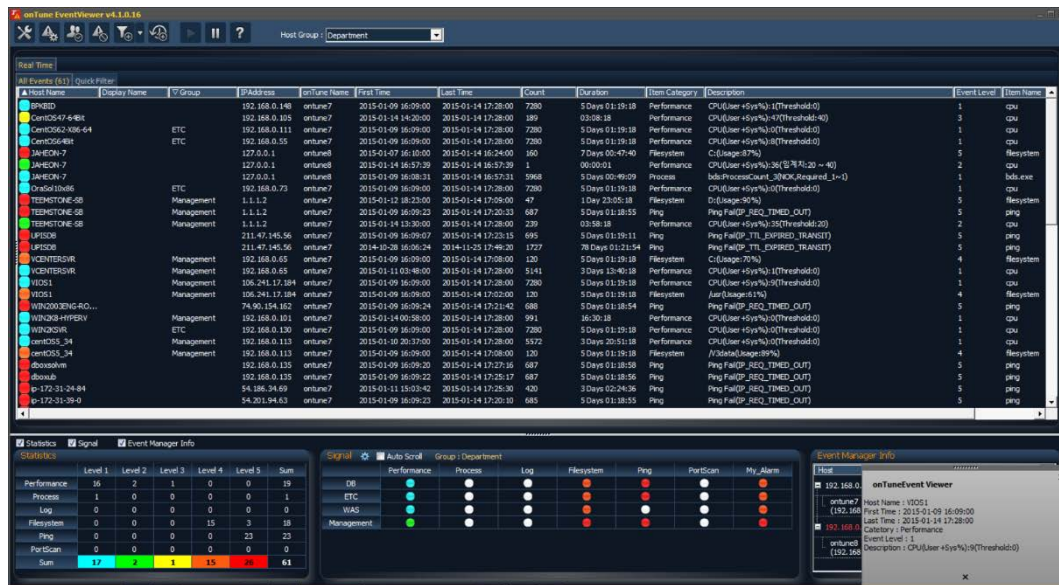 onTune EventViewer v4.1.0.16
Host Group : Department
Real Time
All Events (61) Quick Filter
Host Name Display Name Group IPAddress onTune Name First Time Last Time Count Duration Item Category Description Event Level Item Name
BPKBID 192.168.0.148 ontune7 2015-01-09 16:09:00 2015-01-14 17:28:00 7280 5 Days 01:19:18 Performance CPU(User+Sys%):1(Threshold:0) 1 cpu
CentOS47-64Bit 192.168.0.105 ontune7 2015-01-14 14:20:00 2015-01-14 17:28:00 189 03:08:18 Performance CPU(User+Sys%):47(Threshold:40) 3 cpu
CentOS62-X86-64 ETC 192.168.0.111 ontune7 2015-01-09 16:09:00 2015-01-14 17:28:00 7280 5 Days 01:19:18 Performance CPU(User+Sys%):0(Threshold:0) 1 cpu
CentOS64Bit ETC 192.168.0.55 ontune7 2015-01-09 16:09:00 2015-01-14 17:28:00 7280 5 Days 01:19:18 Performance CPU(User+Sys%):0(Threshold:0) 1 cpu
JAHEON-7 127.0.0.1 ontune8 2015-01-07 16:10:00 2015-01-14 16:24:00 160 7 Days 00:47:40 Filesystem C:(Usage:87%) 5 filesystem
JAHEON-7 127.0.0.1 ontune8 2015-01-14 16:57:39 2015-01-14 16:57:39 1 00:00:01 Performance CPU(User+Sys%):36(임계치:20 ~ 40) 2 cpu
JAHEON-7 127.0.0.1 ontune8 2015-01-09 16:08:31 2015-01-14 16:57:31 5968 5 Days 00:49:09 Process bds:ProcessCount_3(NOK,Required_1~1) 1 bds.exe
OraSol10x86 ETC 192.168.0.73 ontune7 2015-01-09 16:09:00 2015-01-14 17:28:00 7280 5 Days 01:19:18 Performance CPU(User+Sys%):0(Threshold:0) 1 cpu
TEEMSTONE-SB Management 1.1.1.2 ontune7 2015-01-12 18:23:00 2015-01-14 17:09:00 47 1 Day 23:05:18 Filesystem D:(Usage:90%) 5 filesystem
TEEMSTONE-SB Management 1.1.1.2 ontune7 2015-01-09 16:09:23 2015-01-14 17:20:33 687 5 Days 01:18:55 Ping Ping Fail(IP_REQ_TIMED_OUT) 5 ping
TEEMSTONE-SB Management 1.1.1.2 ontune7 2015-01-14 13:30:00 2015-01-14 17:28:00 239 03:58:18 Performance CPU(User+Sys%):35(Threshold:20) 2 cpu
UPISDB 211.47.145.56 ontune7 2015-01-09 16:09:07 2015-01-14 17:23:15 695 5 Days 01:19:11 Ping Ping Fail(IP_TTL_EXPIRED_TRANSIT) 5 ping
UPISDB 211.47.145.56 ontune7 2014-10-28 16:06:24 2014-11-25 17:49:20 1727 78 Days 01:21:54 Ping Ping Fail(IP_TTL_EXPIRED_TRANSIT) 5 ping
VCENTERSVR Management 192.168.0.65 ontune7 2015-01-09 16:09:00 2015-01-14 17:08:00 120 5 Days 01:19:18 Filesystem C:(Usage:70%) 4 filesystem
VCENTERSVR Management 192.168.0.65 ontune7 2015-01-11 03:48:00 2015-01-14 17:28:00 5141 3 Days 13:40:18 Performance CPU(User+Sys%):1(Threshold:0) 1 cpu
VIOS1 Management 106.241.17.184 ontune7 2015-01-09 16:09:00 2015-01-14 17:28:00 7280 5 Days 01:19:18 Performance CPU(User+Sys%):9(Threshold:0) 1 cpu
VIOS1 Management 106.241.17.184 ontune7 2015-01-09 16:09:00 2015-01-14 17:02:00 120 5 Days 01:19:18 Filesystem /usr(Usage:61%) 4 filesystem
WIN2003ENG-RO... 74.90.154.162 ontune7 2015-01-09 16:09:24 2015-01-14 17:21:42 688 5 Days 01:18:54 Ping Ping Fail(IP_REQ_TIMED_OUT) 5 ping
WIN2K8-HYPERV Management 192.168.0.101 ontune7 2015-01-14 00:58:00 2015-01-14 17:28:00 991 16:30:18 Performance CPU(User+Sys%):0(Threshold:0) 1 cpu
WIN2KSVR ETC 192.168.0.130 ontune7 2015-01-09 16:09:00 2015-01-14 17:28:00 7280 5 Days 01:19:18 Performance CPU(User+Sys%):0(Threshold:0) 1 cpu
centOS5_34 Management 192.168.0.113 ontune7 2015-01-10 20:37:00 2015-01-14 17:28:00 5572 3 Days 20:51:18 Performance CPU(User+Sys%):0(Threshold:0) 1 cpu
centOS5_34 Management 192.168.0.113 ontune7 2015-01-09 16:09:00 2015-01-14 17:08:00 120 5 Days 01:19:18 Filesystem /V3data(Usage:89%) 4 filesystem
dboxsolvm 192.168.0.135 ontune7 2015-01-09 16:09:20 2015-01-14 17:27:16 687 5 Days 01:18:58 Ping Ping Fail(IP_REQ_TIMED_OUT) 5 ping
dboxub 192.168.0.135 ontune7 2015-01-09 16:09:22 2015-01-14 17:25:17 687 5 Days 01:18:56 Ping Ping Fail(IP_REQ_TIMED_OUT) 5 ping
ip-172-31-24-84 54.186.34.69 ontune7 2015-01-11 15:03:42 2015-01-14 17:25:30 420 3 Days 02:24:36 Ping Ping Fail(IP_REQ_TIMED_OUT) 5 ping
ip-172-31-39-0 54.201.94.63 ontune7 2015-01-09 16:09:23 2015-01-14 17:20:10 685 5 Days 01:18:55 Ping Ping Fail(IP_REQ_TIMED_OUT) 5 ping
Statistics Signal Event Manager Info
Statistics
Level 1 Level 2 Level 3 Level 4 Level 5 Sum
Performance 16 2 1 0 0 19
Process 1 0 0 0 0 1
Log 0 0 0 0 0 0
Filesystem 0 0 0 15 3 18
Ping 0 0 0 0 23 23
PortScan 0 0 0 0 0 0
Sum 17 2 1 15 26 61
Signal Auto Scroll Group : Department
Performance Process Log Filesystem Ping PortScan My_Alarm
DB
ETC
WAS
Management
Event Manager Info
Host
192.168.0.
ontune7
(192.168
192.168.0.
ontune8
(192.168
onTuneEvent Viewer
Host Name : VIOS1
First Time : 2015-01-09 16:09:00
Last Time : 2015-01-14 17:28:00
Catetory : Performance
Event Level : 1
Description : CPU(User+Sys%):9(Threshold:0)